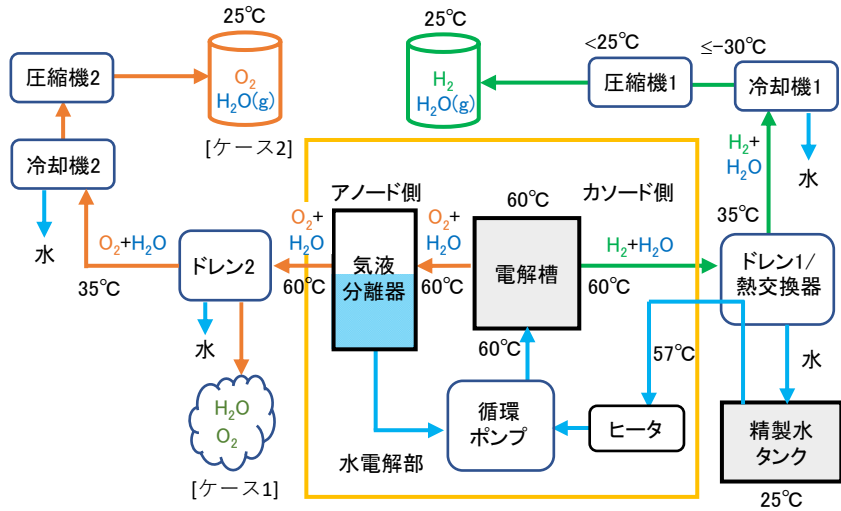 25℃
圧縮機2
O₂
H₂O(g)
[ケース2]
冷却機2
水
O₂+H₂O
35℃
25℃
H₂
H₂O(g)
<25℃
圧縮機1
≤-30℃
冷却機1
H₂+
H₂O
水
35℃
アノード側
カソード側
O₂+
H₂O
気液
分離器
60℃
O₂+
H₂O
60℃
60℃
電解槽
H₂+H₂O
60℃
ドレン1/
熱交換器
ドレン2
水
H₂O
O₂
[ケース1]
60℃
57℃
水
循環
ポンプ
ヒータ
水電解部
精製水
タンク
25℃